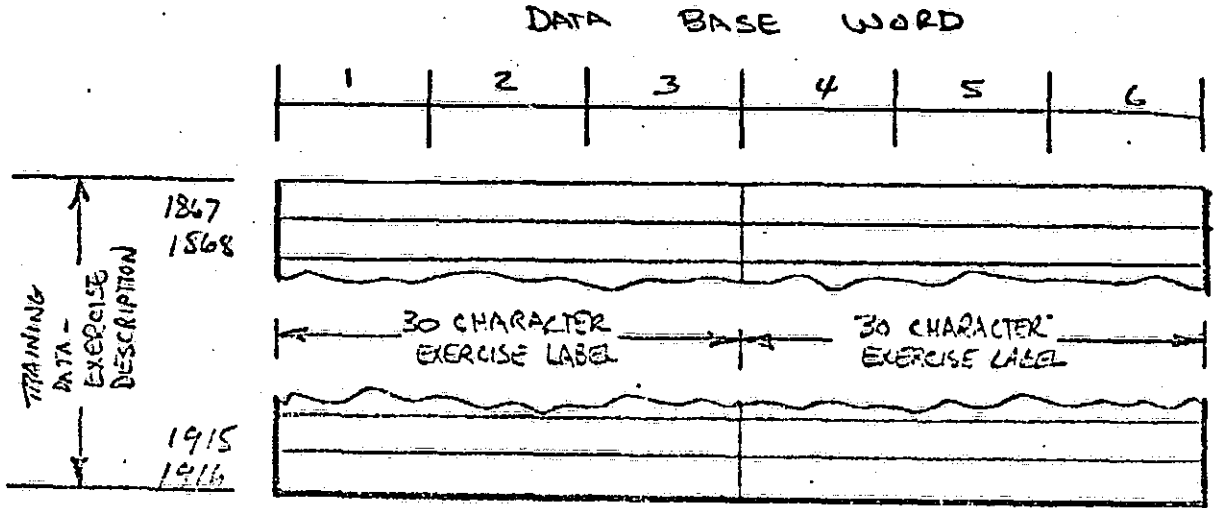 DATA BASE WORD
1 2 3 4 5 6
1867
1868
TRAINING
DATA -
EXERCISE
DESCRIPTION
30 CHARACTER
EXERCISE LABEL
30 CHARACTER
EXERCISE LABEL
1915
1916